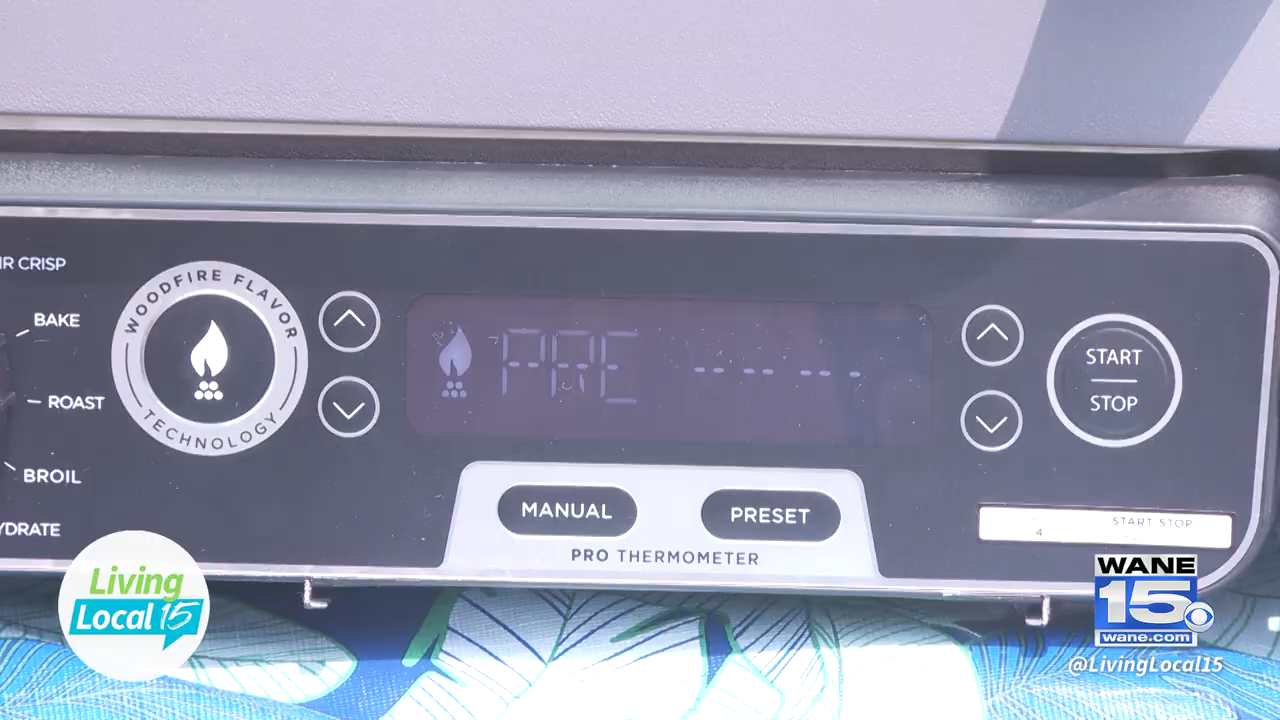 IR CRISP
BAKE
ROAST
BROIL
YDRATE
WOODFIRE FLAVOR
TECHNOLOGY
PRE -- -- --
START
STOP
MANUAL
PRESET
PRO THERMOMETER
START STOP
4
Living
Local 15
WANE
15
wane.com
@LivingLocal15